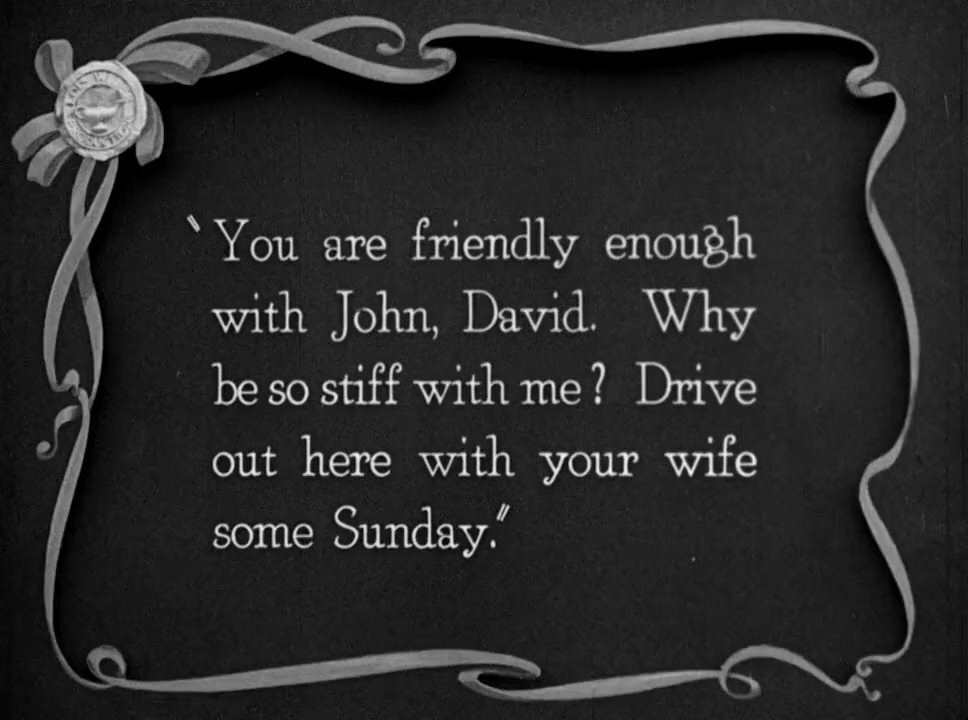 "You are friendly enough
with John, David. Why
be so stiff with me? Drive
out here with your wife
some Sunday."
LOIS